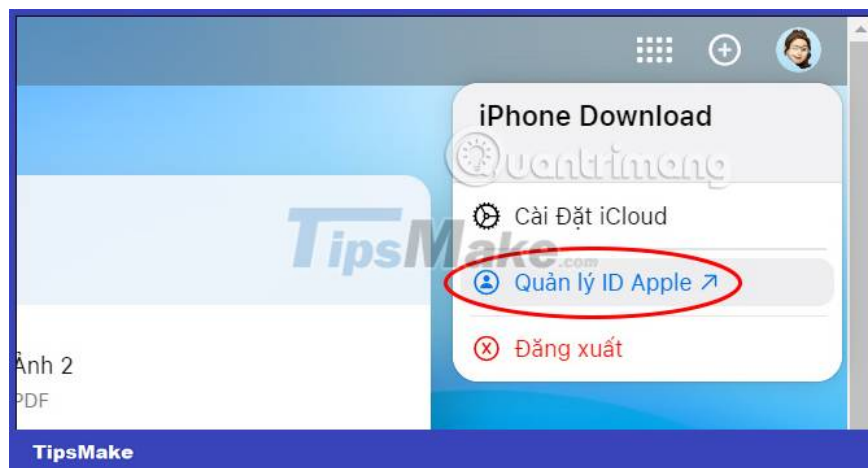 iPhone Download
Quantrimang
Cài Đặt iCloud
TipsMake.com
Quản lý ID Apple
Đăng xuất
Ảnh 2
PDF
TipsMake